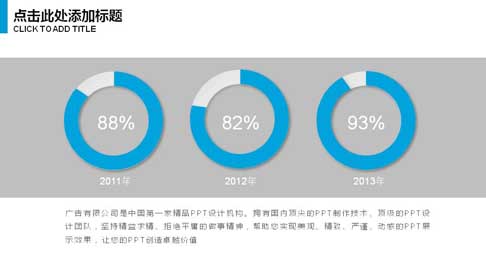 点击此处添加标题
CLICK TO ADD TITLE
88%
82%
93%
2011年
2012年
2013年
广告有限公司是中国第一家精品PPT设计机构。拥有国内顶尖的PPT制作技术，顶级的PPT设
计团队，坚持精益求精、拒绝平庸的做事精神，帮助您实现美观、精致、严谨、动感的PPT展
示效果，让您的PPT创造卓越价值